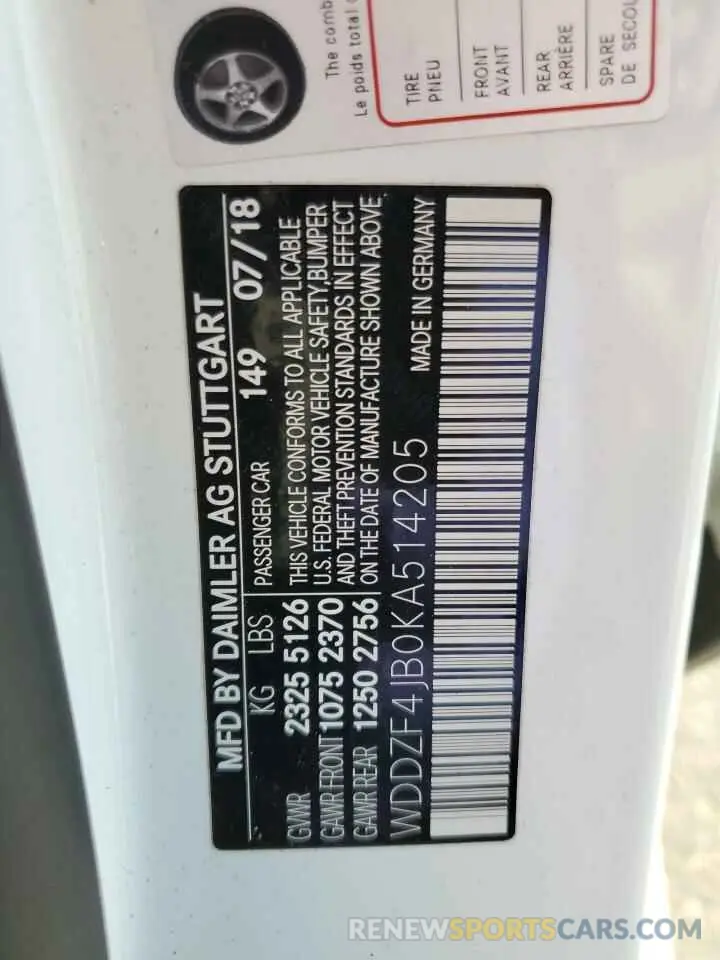 The comb
Le poids total
TIRE
PNEU
FRONT
AVANT
REAR
ARRIÈRE
SPARE
DE SECOU
MFD BY DAIMLER AG STUTTGART
KG LBS PASSENGER CAR 149 07/18
GVWR 2325 5126 THIS VEHICLE CONFORMS TO ALL APPLICABLE
GAWR FRONT 1075 2370 U.S. FEDERAL MOTOR VEHICLE SAFETY,BUMPER
AND THEFT PREVENTION STANDARDS IN EFFECT
GAWR REAR 1250 2756 ON THE DATE OF MANUFACTURE SHOWN ABOVE
WDDZF4JB0KA514205 MADE IN GERMANY
RENEWSPORTSCARS.COM